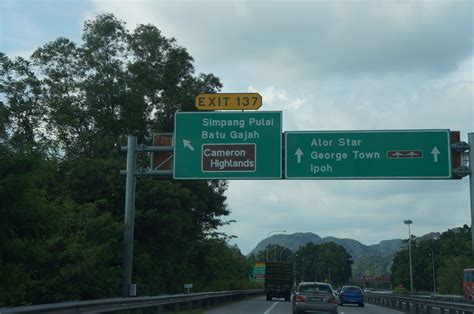 EXIT 137
Simpang Pulai
Batu Gajah
Cameron
Highlands
Alor Star
George Town
Ipoh